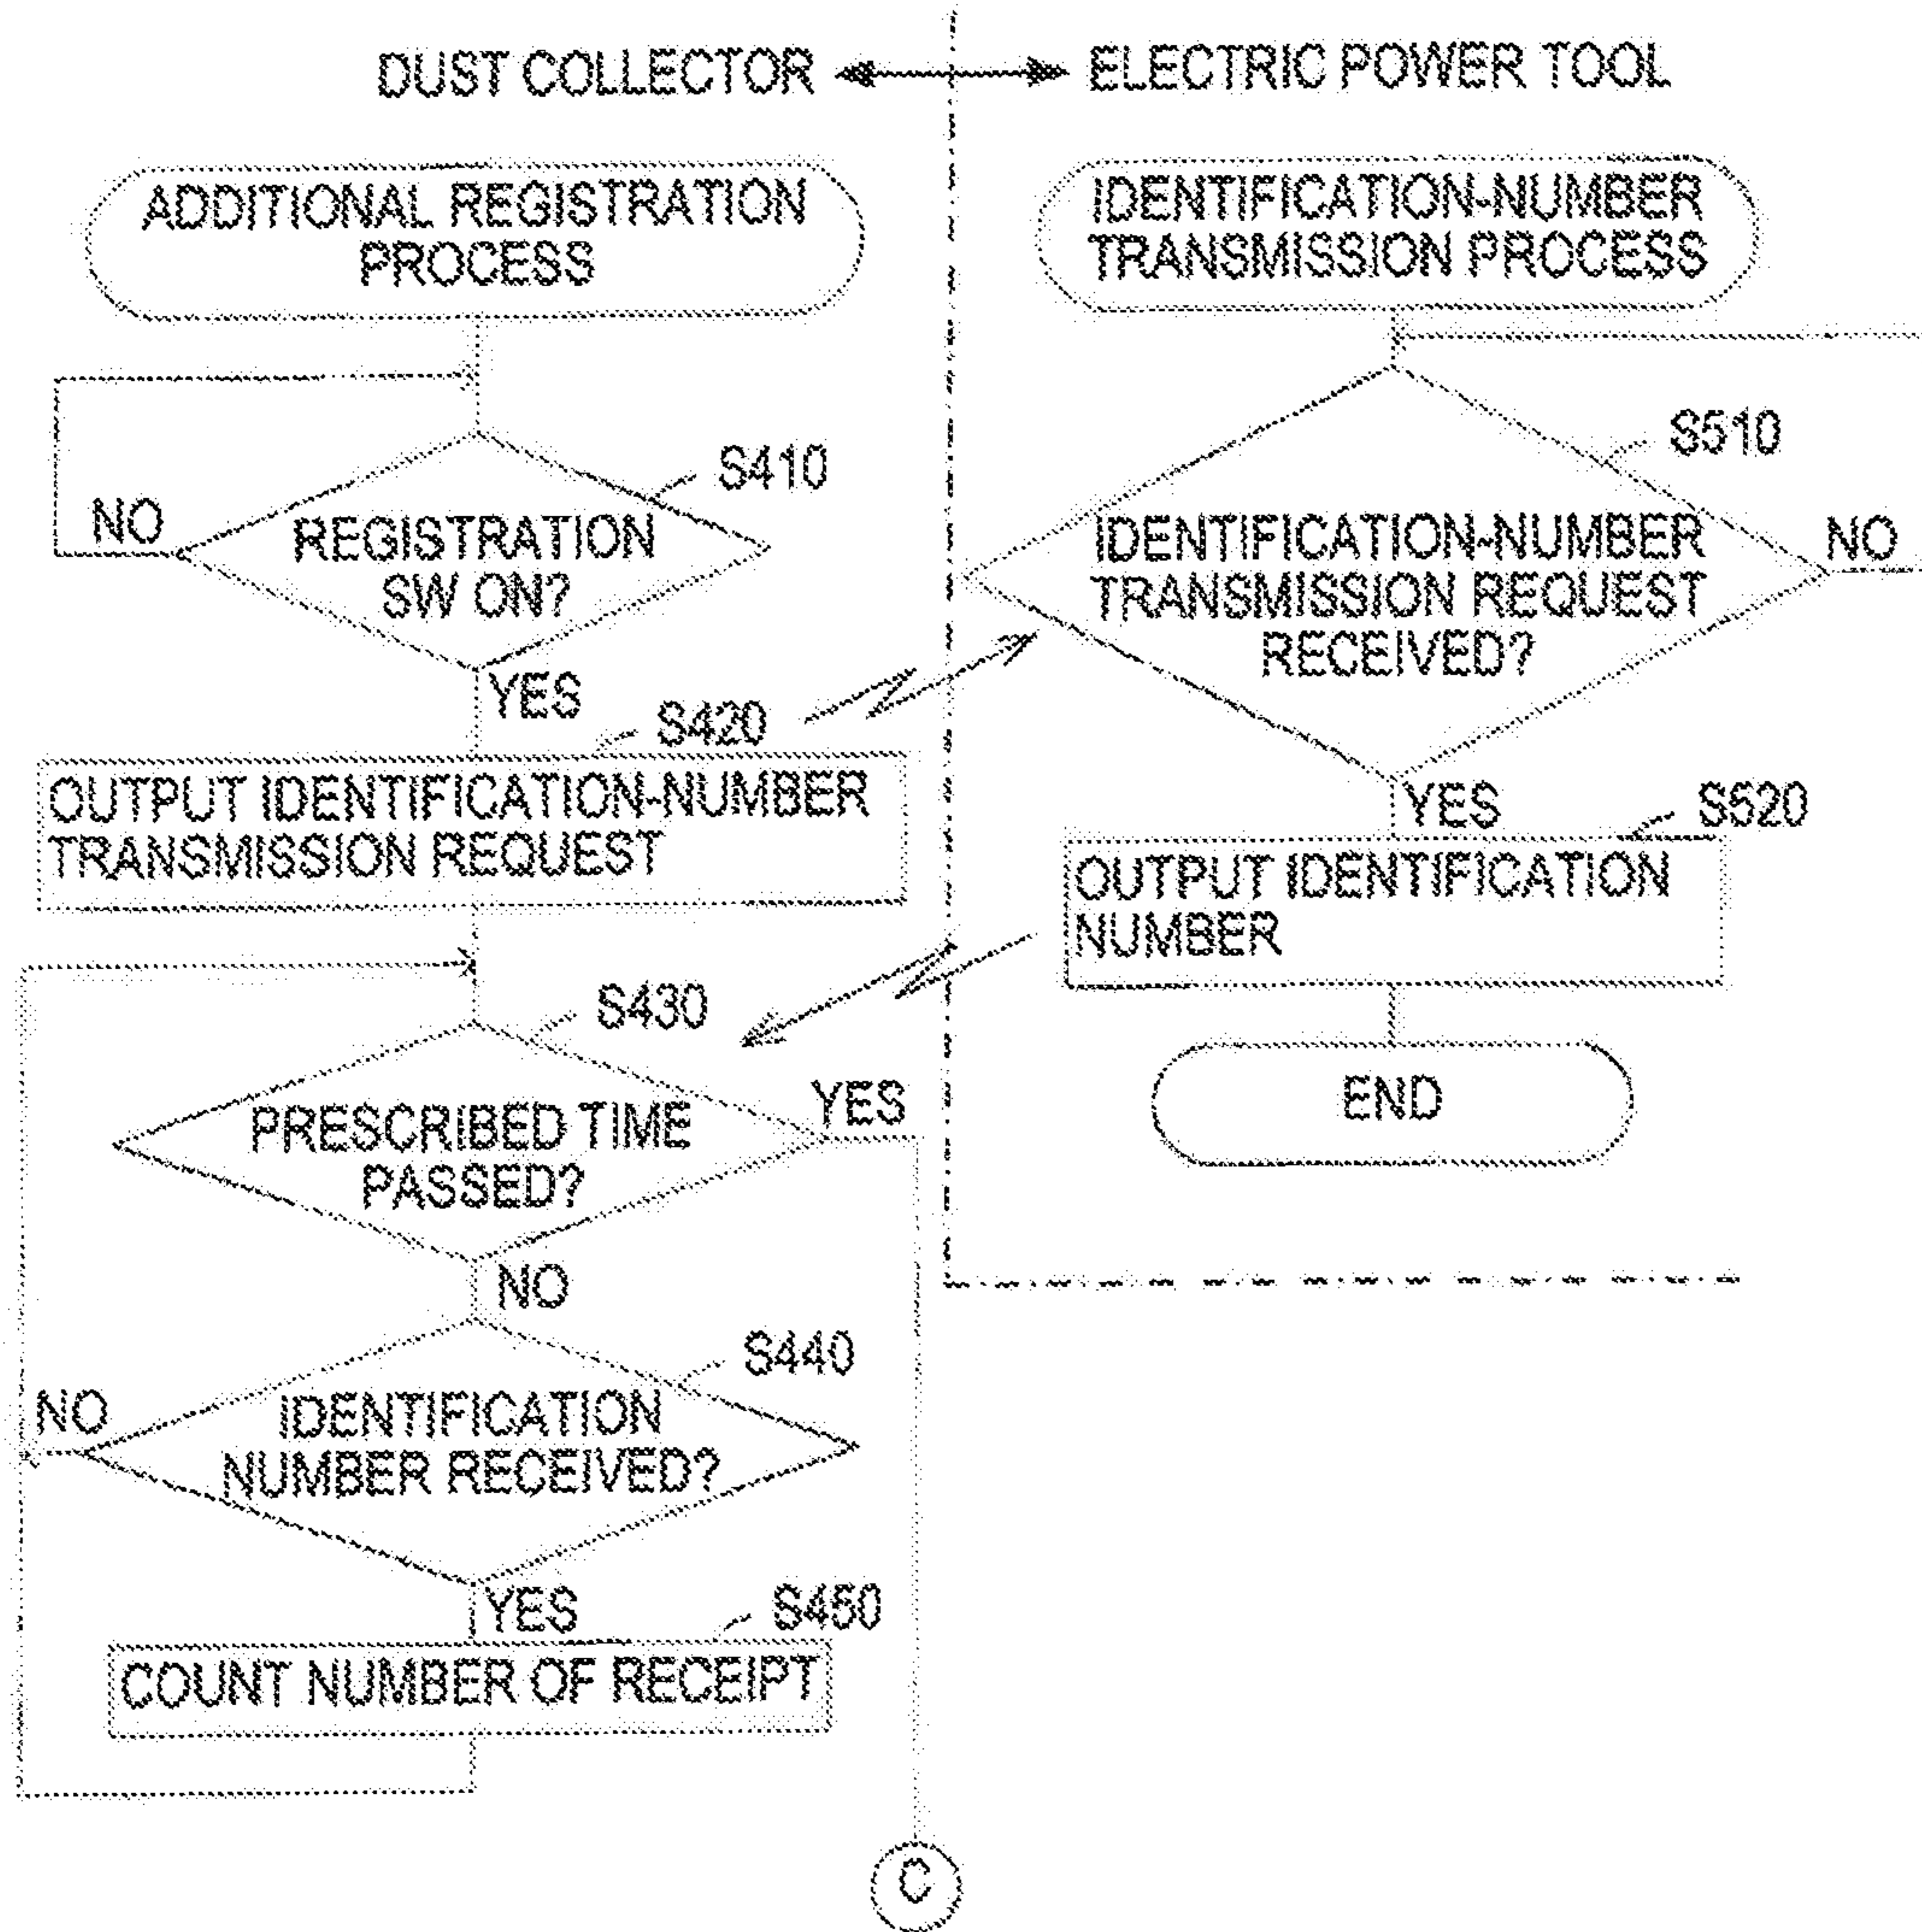 DUST COLLECTOR
ELECTRIC POWER TOOL
ADDITIONAL REGISTRATION
PROCESS
S410
NO
REGISTRATION
SW ON?
YES
S420
OUTPUT IDENTIFICATION-NUMBER
TRANSMISSION REQUEST
S430
PRESCRIBED TIME
PASSED?
YES
NO
S440
NO
IDENTIFICATION
NUMBER RECEIVED?
YES
S450
COUNT NUMBER OF RECEIPT
C
IDENTIFICATION-NUMBER
TRANSMISSION PROCESS
S510
IDENTIFICATION-NUMBER
TRANSMISSION REQUEST
RECEIVED?
NO
YES
S520
OUTPUT IDENTIFICATION
NUMBER
END